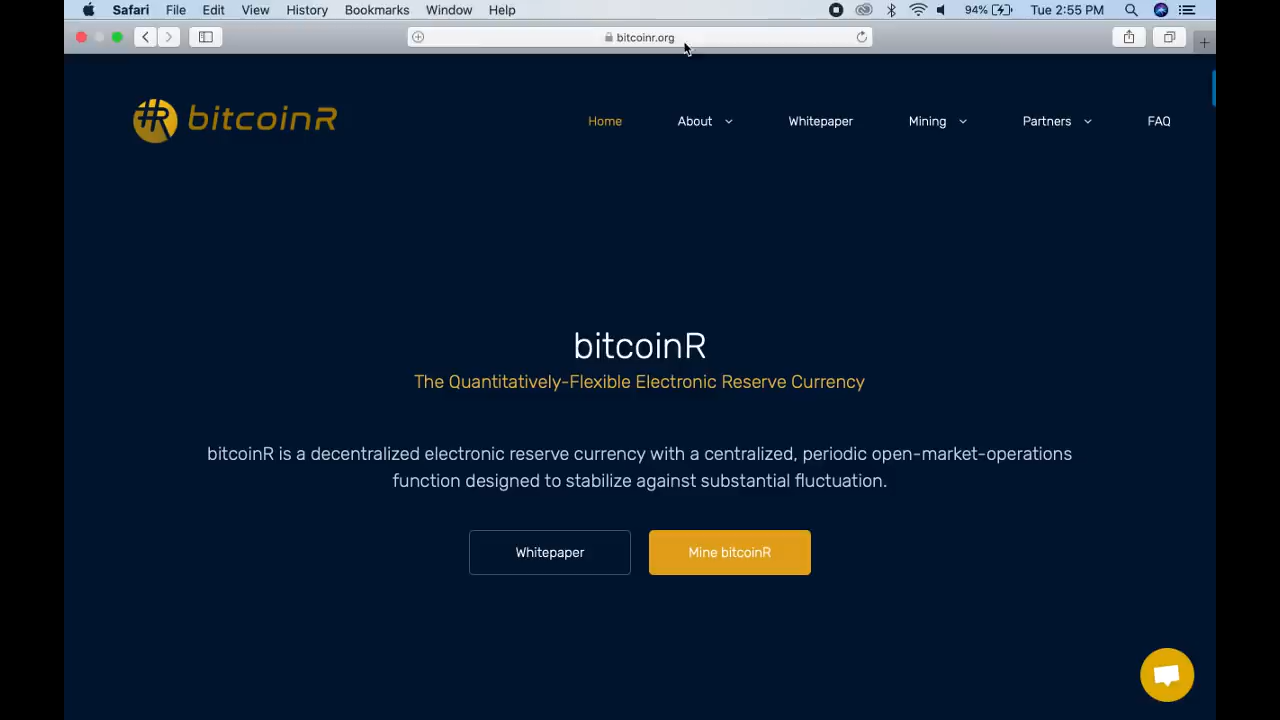 Safari File Edit View History Bookmarks Window Help 94% Tue 2:55 PM
bitcoinr.org
bitcoinR Home About Whitepaper Mining Partners FAQ
bitcoinR
The Quantitatively-Flexible Electronic Reserve Currency
bitcoinR is a decentralized electronic reserve currency with a centralized, periodic open-market-operations
function designed to stabilize against substantial fluctuation.
Whitepaper Mine bitcoinR